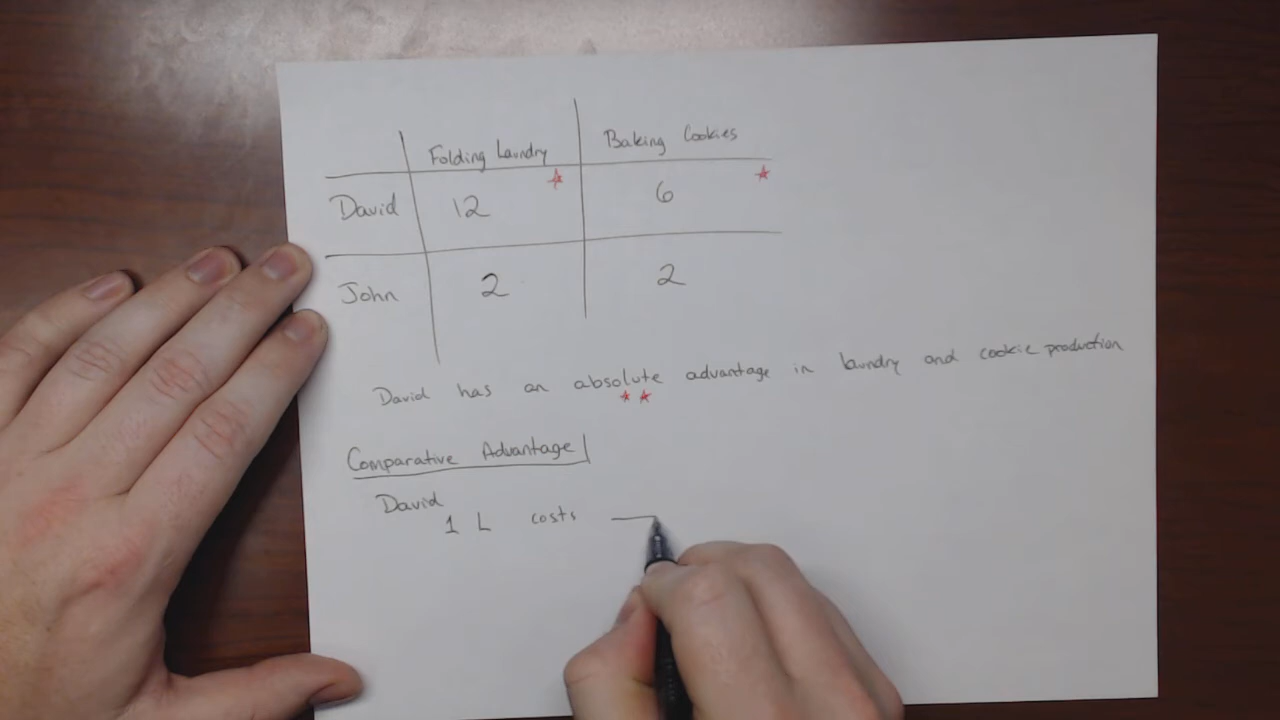 Folding Laundry Baking Cookies
David 12 6
John 2 2
David has an absolute advantage in laundry and cookie production
Comparative Advantage
David
1 L costs